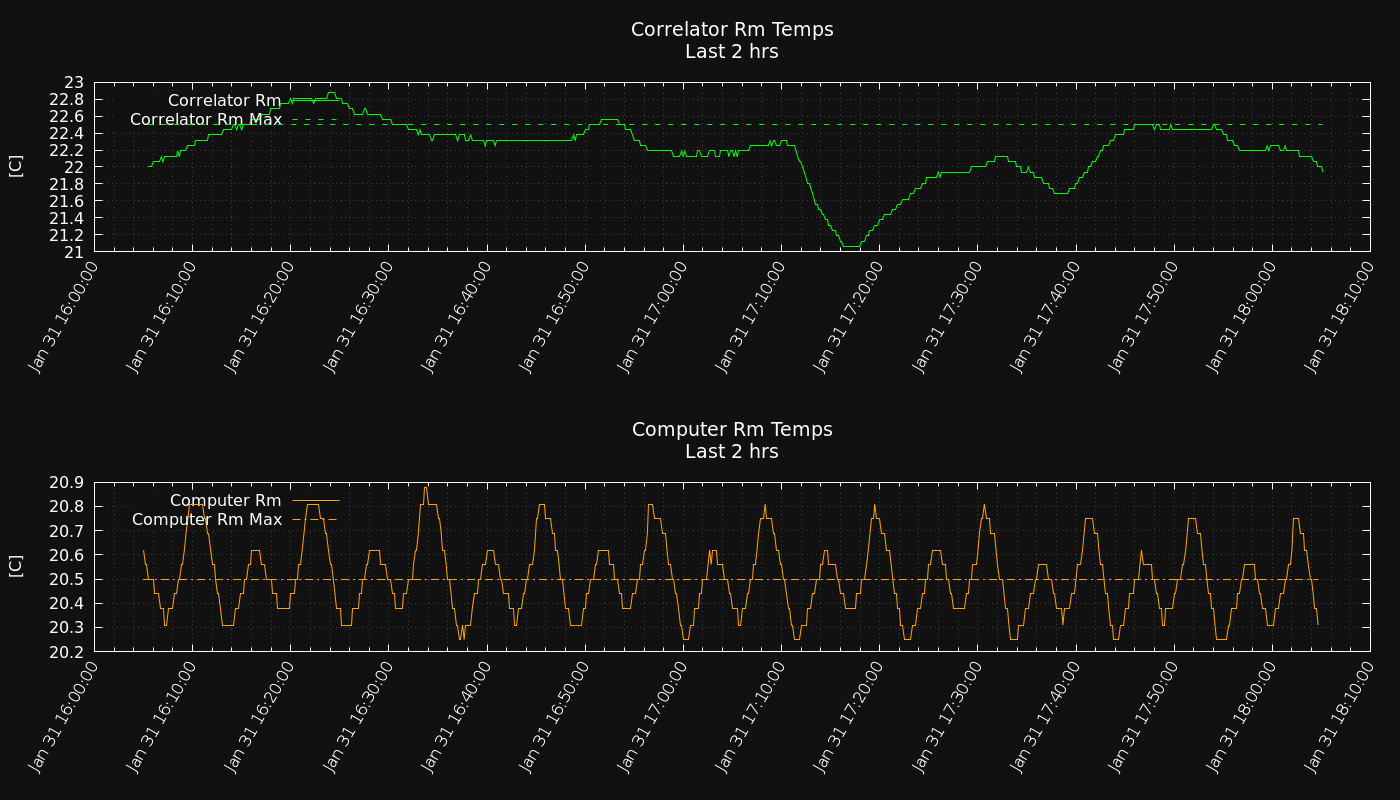 Correlator Rm Temps
Last 2 hrs
23
22.8
22.6
22.4
22.2
22
21.8
21.6
21.4
21.2
21
[C]
Correlator Rm
Correlator Rm Max
Jan 31 16:00:00
Jan 31 16:10:00
Jan 31 16:20:00
Jan 31 16:30:00
Jan 31 16:40:00
Jan 31 16:50:00
Jan 31 17:00:00
Jan 31 17:10:00
Jan 31 17:20:00
Jan 31 17:30:00
Jan 31 17:40:00
Jan 31 17:50:00
Jan 31 18:00:00
Jan 31 18:10:00
Computer Rm Temps
Last 2 hrs
20.9
20.8
20.7
20.6
20.5
20.4
20.3
20.2
[C]
Computer Rm
Computer Rm Max
Jan 31 16:00:00
Jan 31 16:10:00
Jan 31 16:20:00
Jan 31 16:30:00
Jan 31 16:40:00
Jan 31 16:50:00
Jan 31 17:00:00
Jan 31 17:10:00
Jan 31 17:20:00
Jan 31 17:30:00
Jan 31 17:40:00
Jan 31 17:50:00
Jan 31 18:00:00
Jan 31 18:10:00